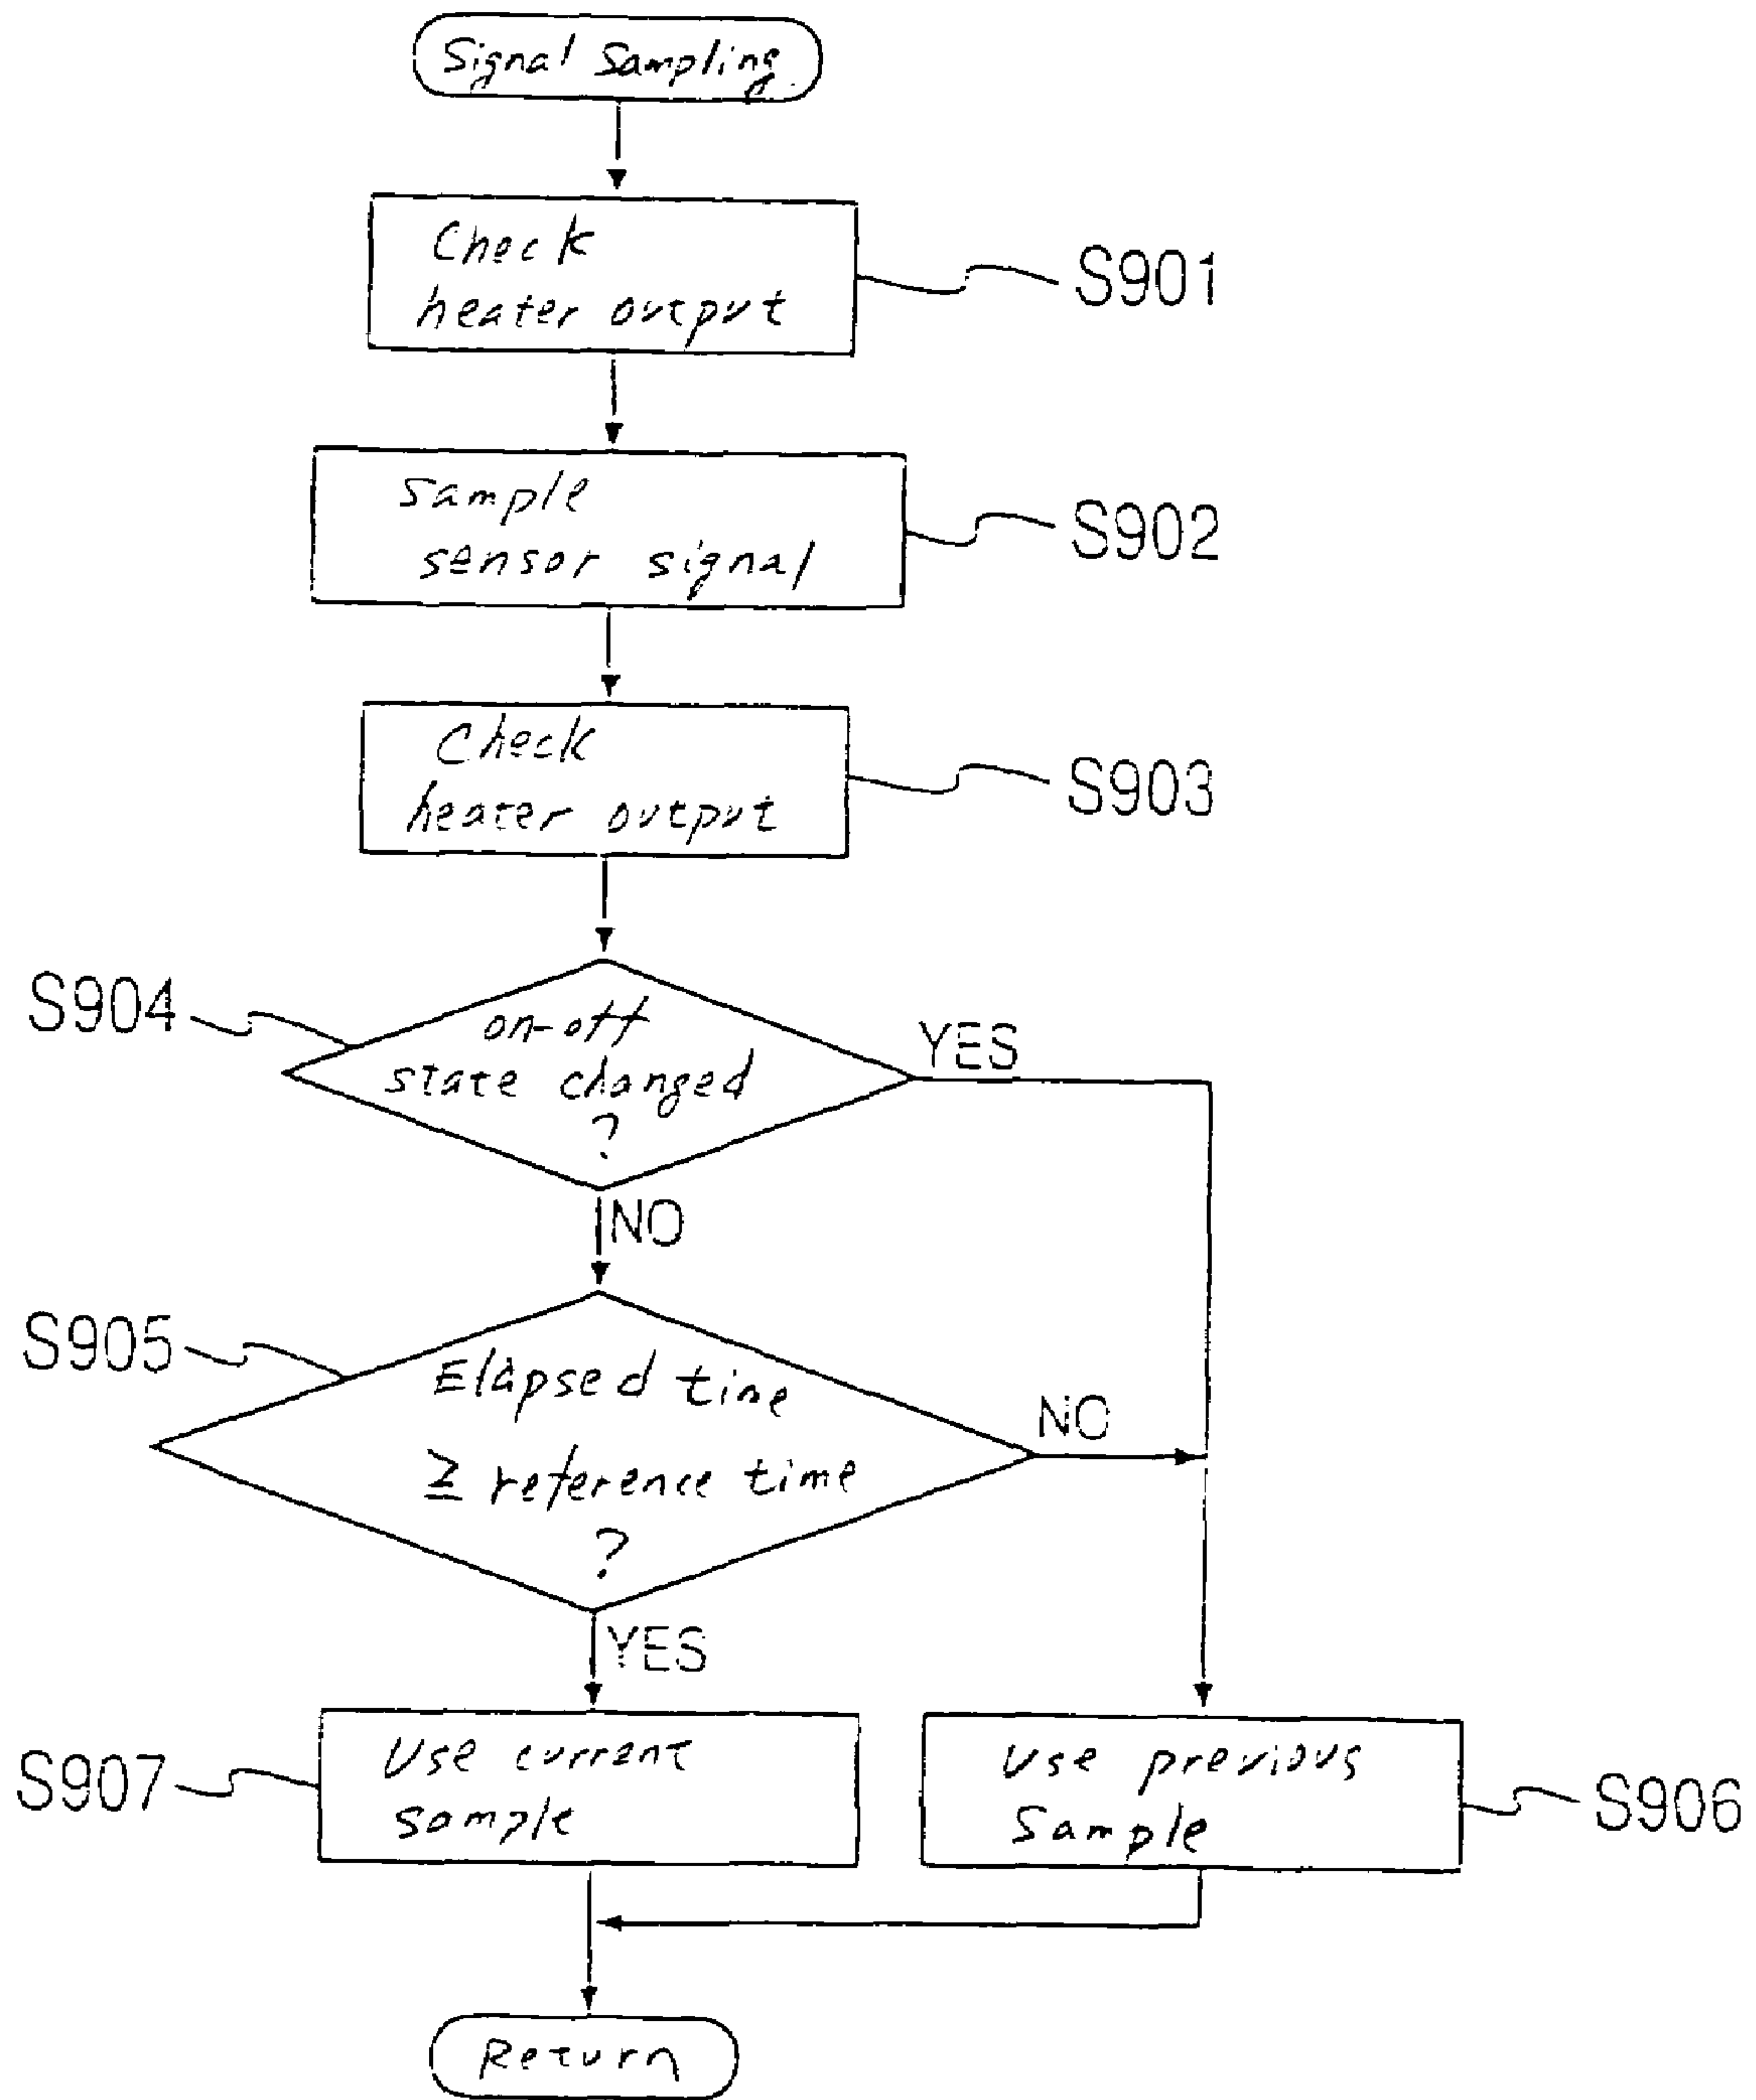 Signal Sampling
Check
heater output
S901
Sample
sensor signal
S902
Check
heater output
S903
S904
on-off
state changed
?
YES
NO
S905
Elapsed time
≧ reference time
?
NO
YES
S907
Use current
sample
Use previous
Sample
S906
Return